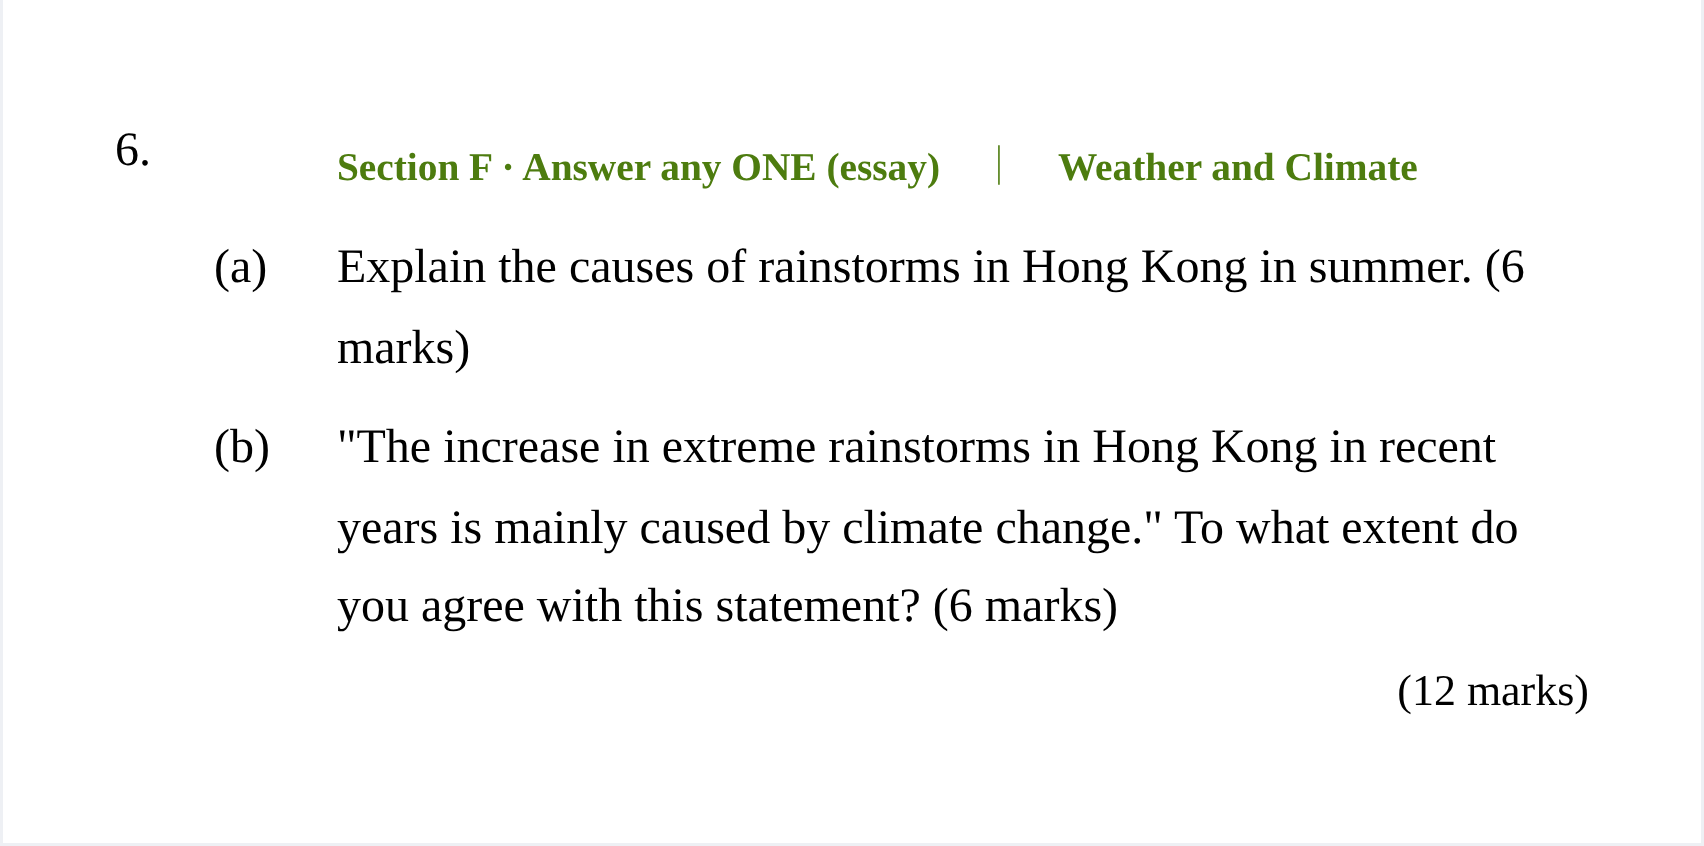 6.
Section F · Answer any ONE (essay) | Weather and Climate
(a) Explain the causes of rainstorms in Hong Kong in summer. (6
marks)
(b) "The increase in extreme rainstorms in Hong Kong in recent
years is mainly caused by climate change." To what extent do
you agree with this statement? (6 marks)
(12 marks)